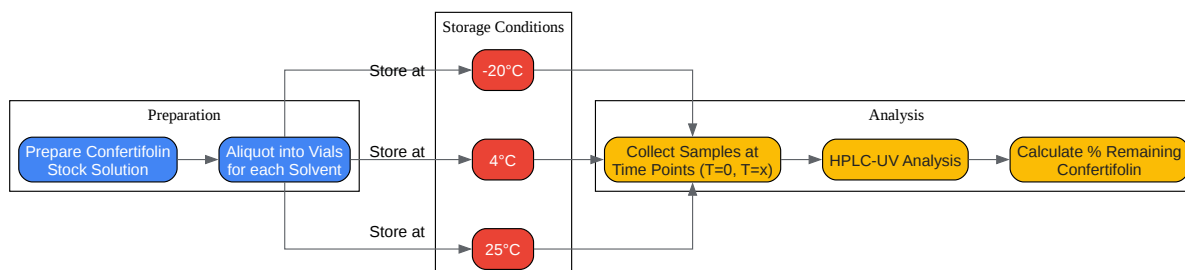 Storage Conditions
Store at
-20°C
Preparation
Analysis
Prepare Confertifolin
Stock Solution
Aliquot into Vials
for each Solvent
Store at
4°C
Collect Samples at
Time Points (T=0, T=x)
HPLC-UV Analysis
Calculate % Remaining
Confertifolin
Store at
25°C